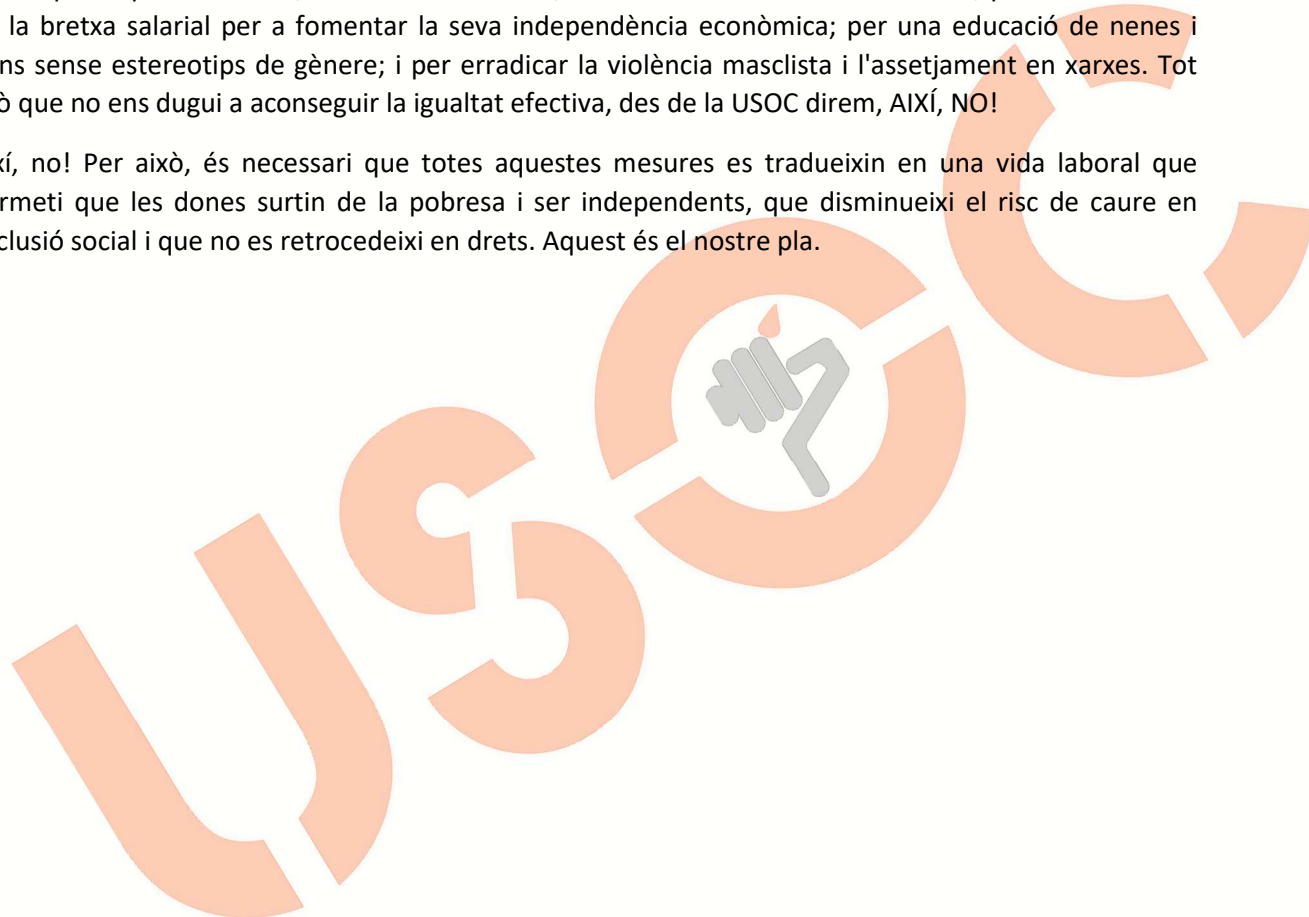 la bretxa salarial per a fomentar la seva independència econòmica; per una educació de nenes i
ns sense estereotips de gènere; i per erradicar la violència masclista i l'assetjament en xarxes. Tot
ò que no ens dugui a aconseguir la igualtat efectiva, des de la USOC direm, AIXÍ, NO!
xí, no! Per això, és necessari que totes aquestes mesures es tradueixin en una vida laboral que
rmeti que les dones surtin de la pobresa i ser independents, que disminueixi el risc de caure en
clusió social i que no es retrocedeixi en drets. Aquest és el nostre pla.
USOC